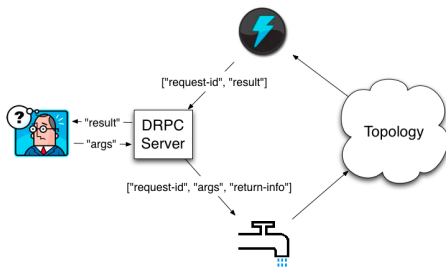 ["request-id", "result"]
?
"result"
"args"
DRPC
Server
Topology
["request-id", "args", "return-info"]